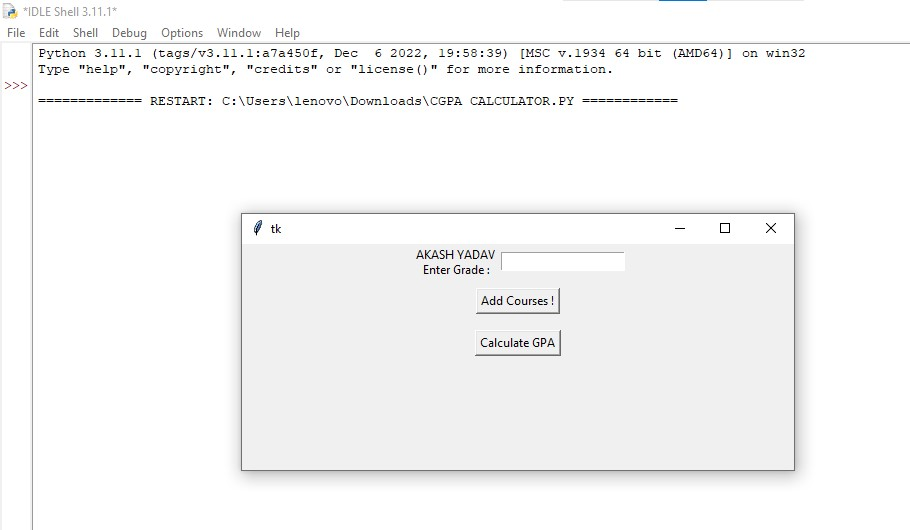 *IDLE Shell 3.11.1*
File Edit Shell Debug Options Window Help
Python 3.11.1 (tags/v3.11.1:a7a450f, Dec  6 2022, 19:58:39) [MSC v.1934 64 bit (AMD64)] on win32
Type "help", "copyright", "credits" or "license()" for more information.
>>>
============= RESTART: C:\Users\lenovo\Downloads\CGPA CALCULATOR.PY ============
tk
AKASH YADAV
Enter Grade :
Add Courses !
Calculate GPA